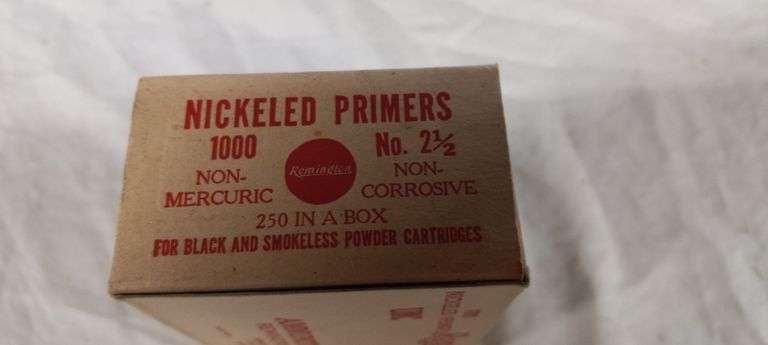 NICKELED PRIMERS
1000 No. 2½
Remington
NON- NON-
MERCURIC CORROSIVE
250 IN A BOX
FOR BLACK AND SMOKELESS POWDER CARTRIDGES